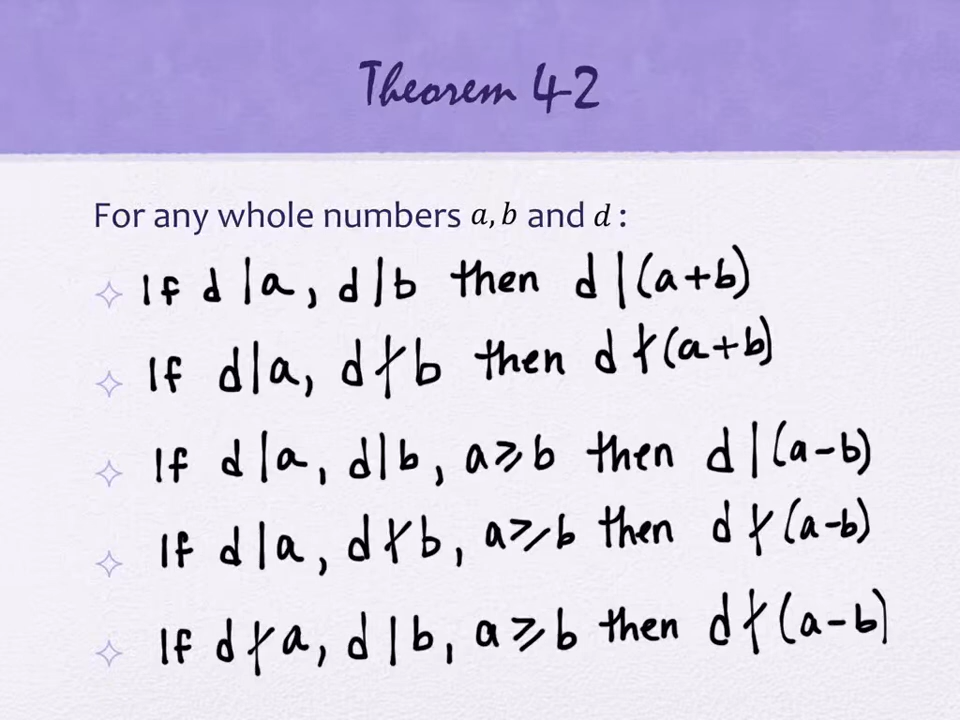 Theorem 4-2
For any whole numbers a, b and d :
If d | a, d | b then d | (a+b)
If d | a, d ∤ b then d ∤ (a+b)
If d | a, d | b, a ⩾ b then d | (a-b)
If d | a, d ∤ b, a ⩾ b then d ∤ (a-b)
If d ∤ a, d | b, a ⩾ b then d ∤ (a-b)